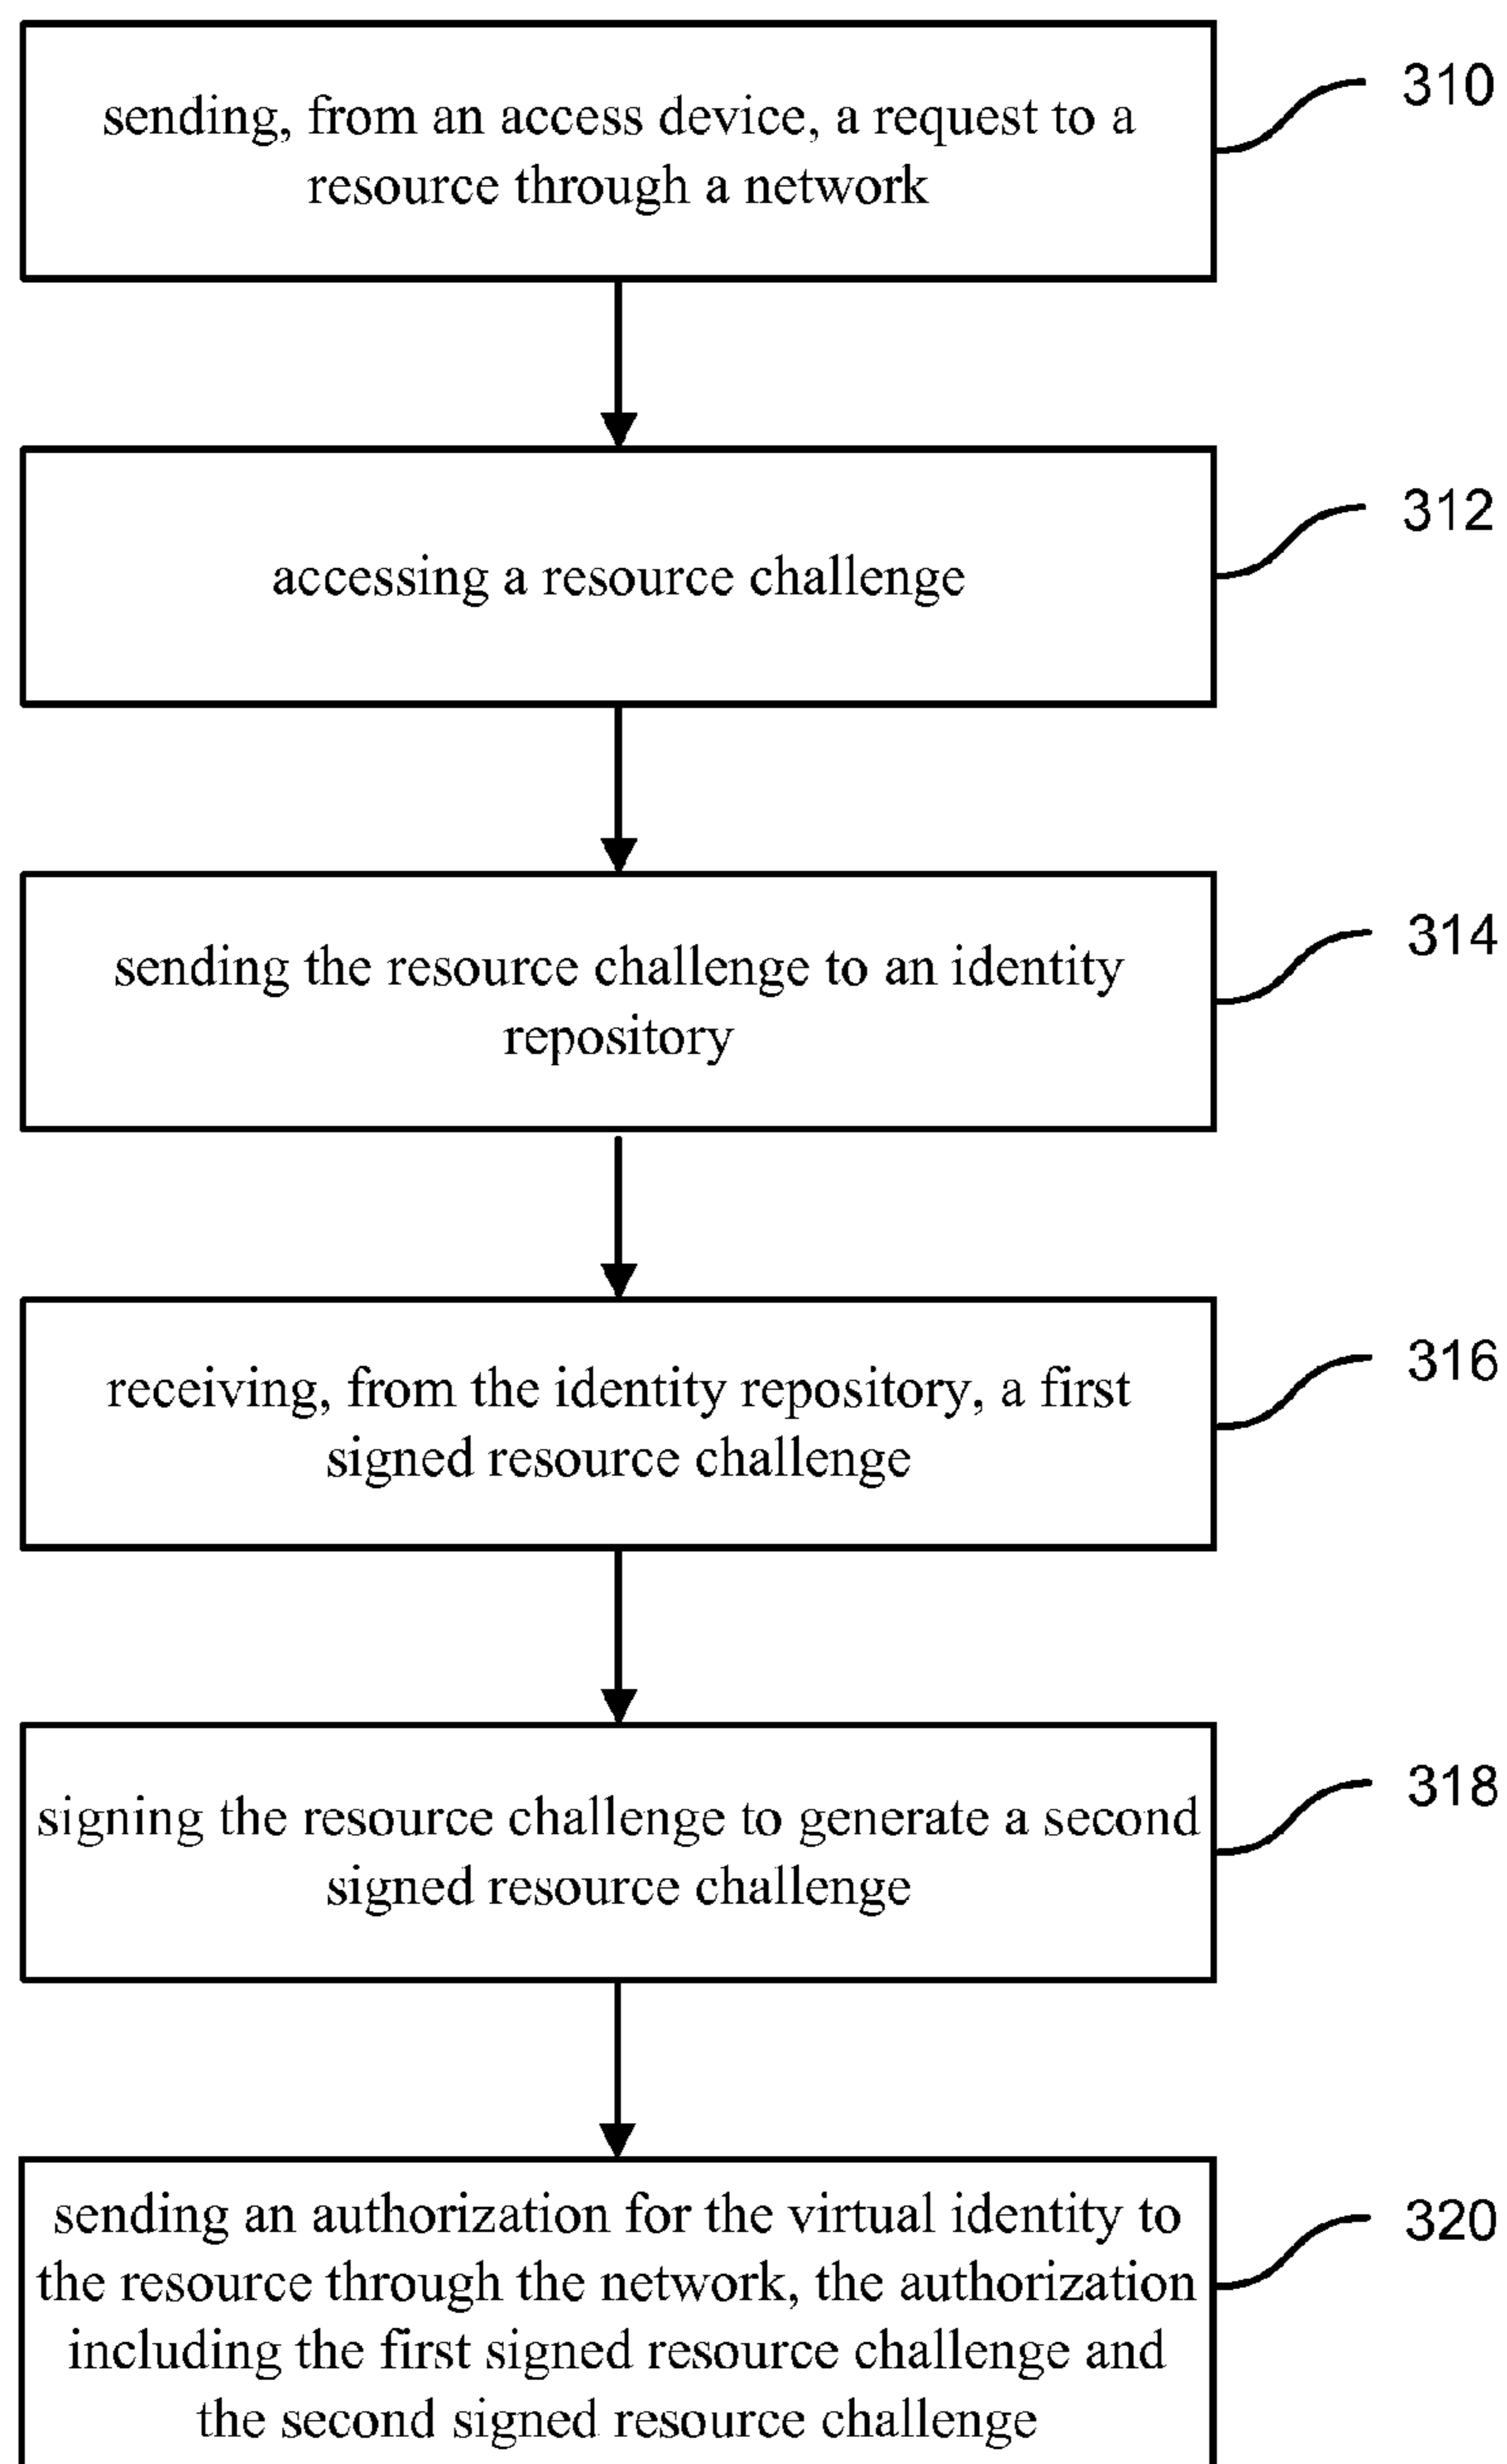 sending, from an access device, a request to a
resource through a network
310
accessing a resource challenge
312
sending the resource challenge to an identity
repository
314
receiving, from the identity repository, a first
signed resource challenge
316
signing the resource challenge to generate a second
signed resource challenge
318
sending an authorization for the virtual identity to
the resource through the network, the authorization
including the first signed resource challenge and
the second signed resource challenge
320